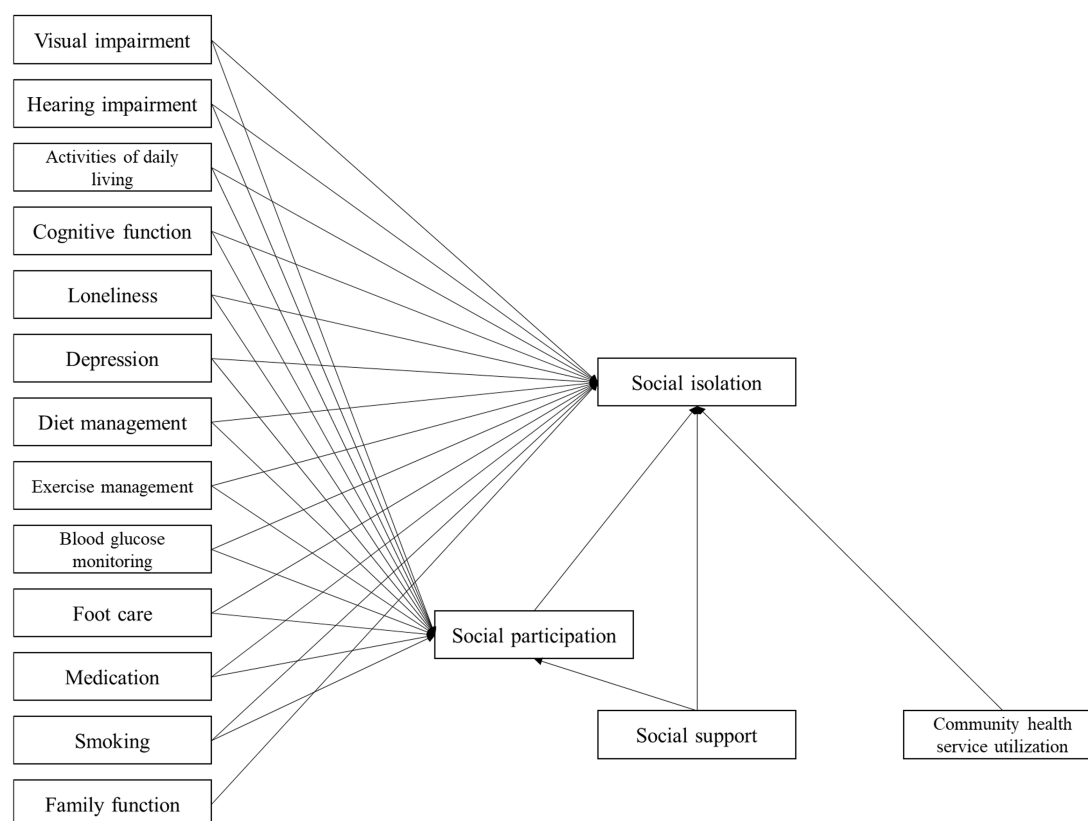 Visual impairment
Hearing impairment
Activities of daily
living
Cognitive function
Loneliness
Depression
Diet management
Exercise management
Blood glucose
monitoring
Foot care
Medication
Smoking
Family function
Social isolation
Social participation
Social support
Community health
service utilization